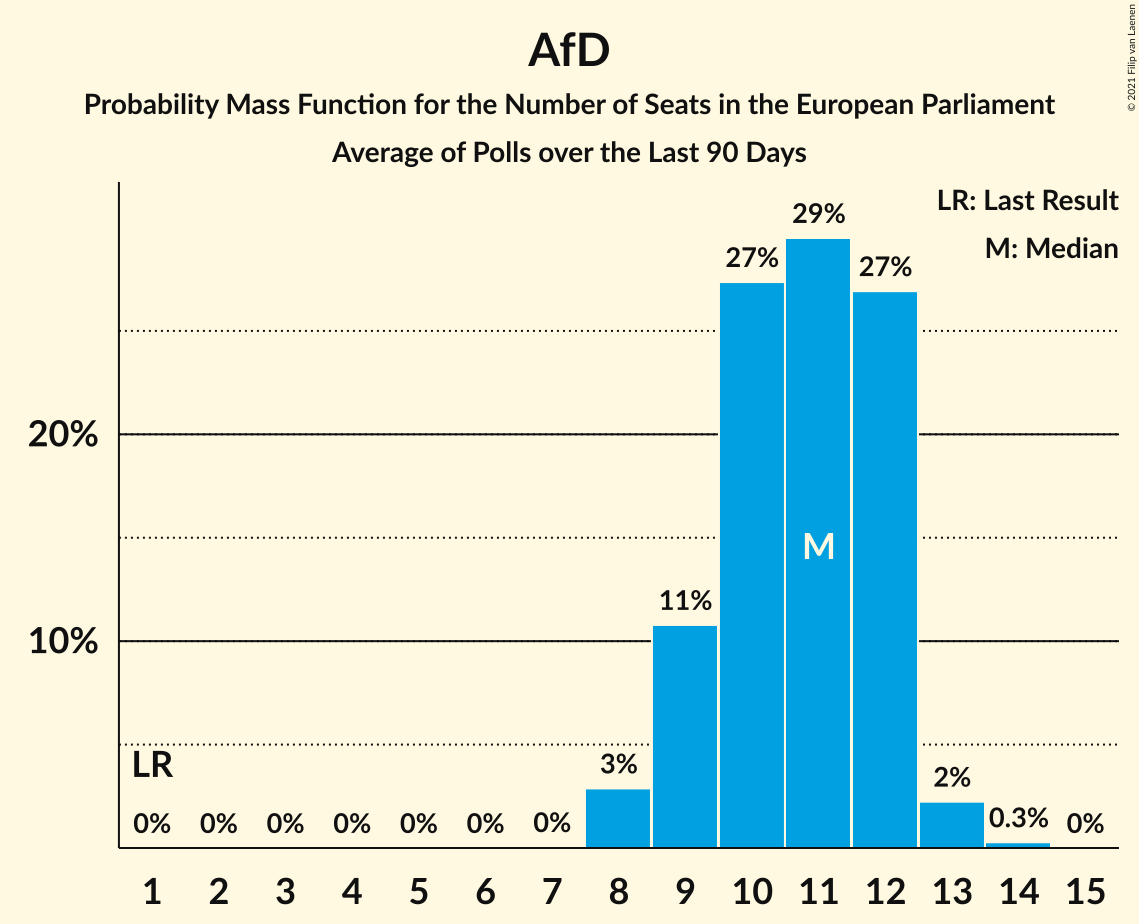 AfD
Probability Mass Function for the Number of Seats in the European Parliament
Average of Polls over the Last 90 Days
© 2021 Filip van Laenen
LR: Last Result
M: Median
29%
27%
27%
20%
M
11%
10%
LR
3%
2%
0%
0%
0%
0%
0%
0%
0%
0.3%
0%
1 2 3 4 5 6 7 8 9 10 11 12 13 14 15